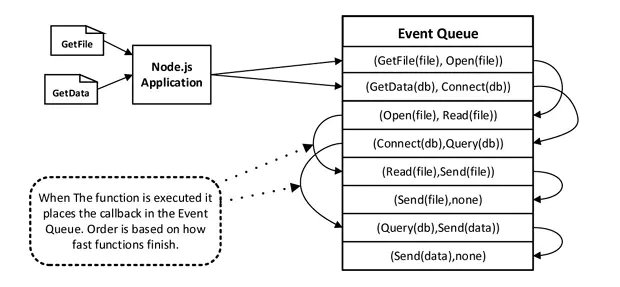 GetFile
GetData
Node.js
Application
Event Queue
(GetFile(file), Open(file))
(GetData(db), Connect(db))
(Open(file), Read(file))
(Connect(db),Query(db))
(Read(file),Send(file))
(Send(file),none)
(Query(db),Send(data))
(Send(data),none)
When The function is executed it
places the callback in the Event
Queue. Order is based on how
fast functions finish.